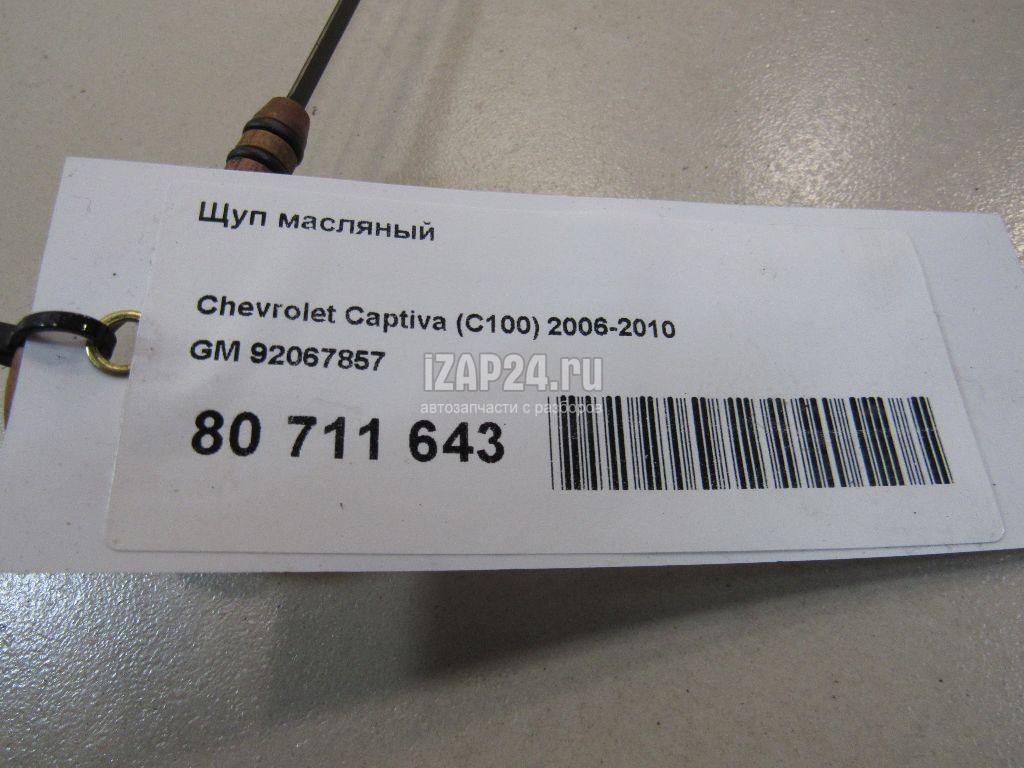 Щуп масляный
Chevrolet Captiva (C100) 2006-2010
GM 92067857
iZAP24.ru
автозапчасти с разборов
80 711 643